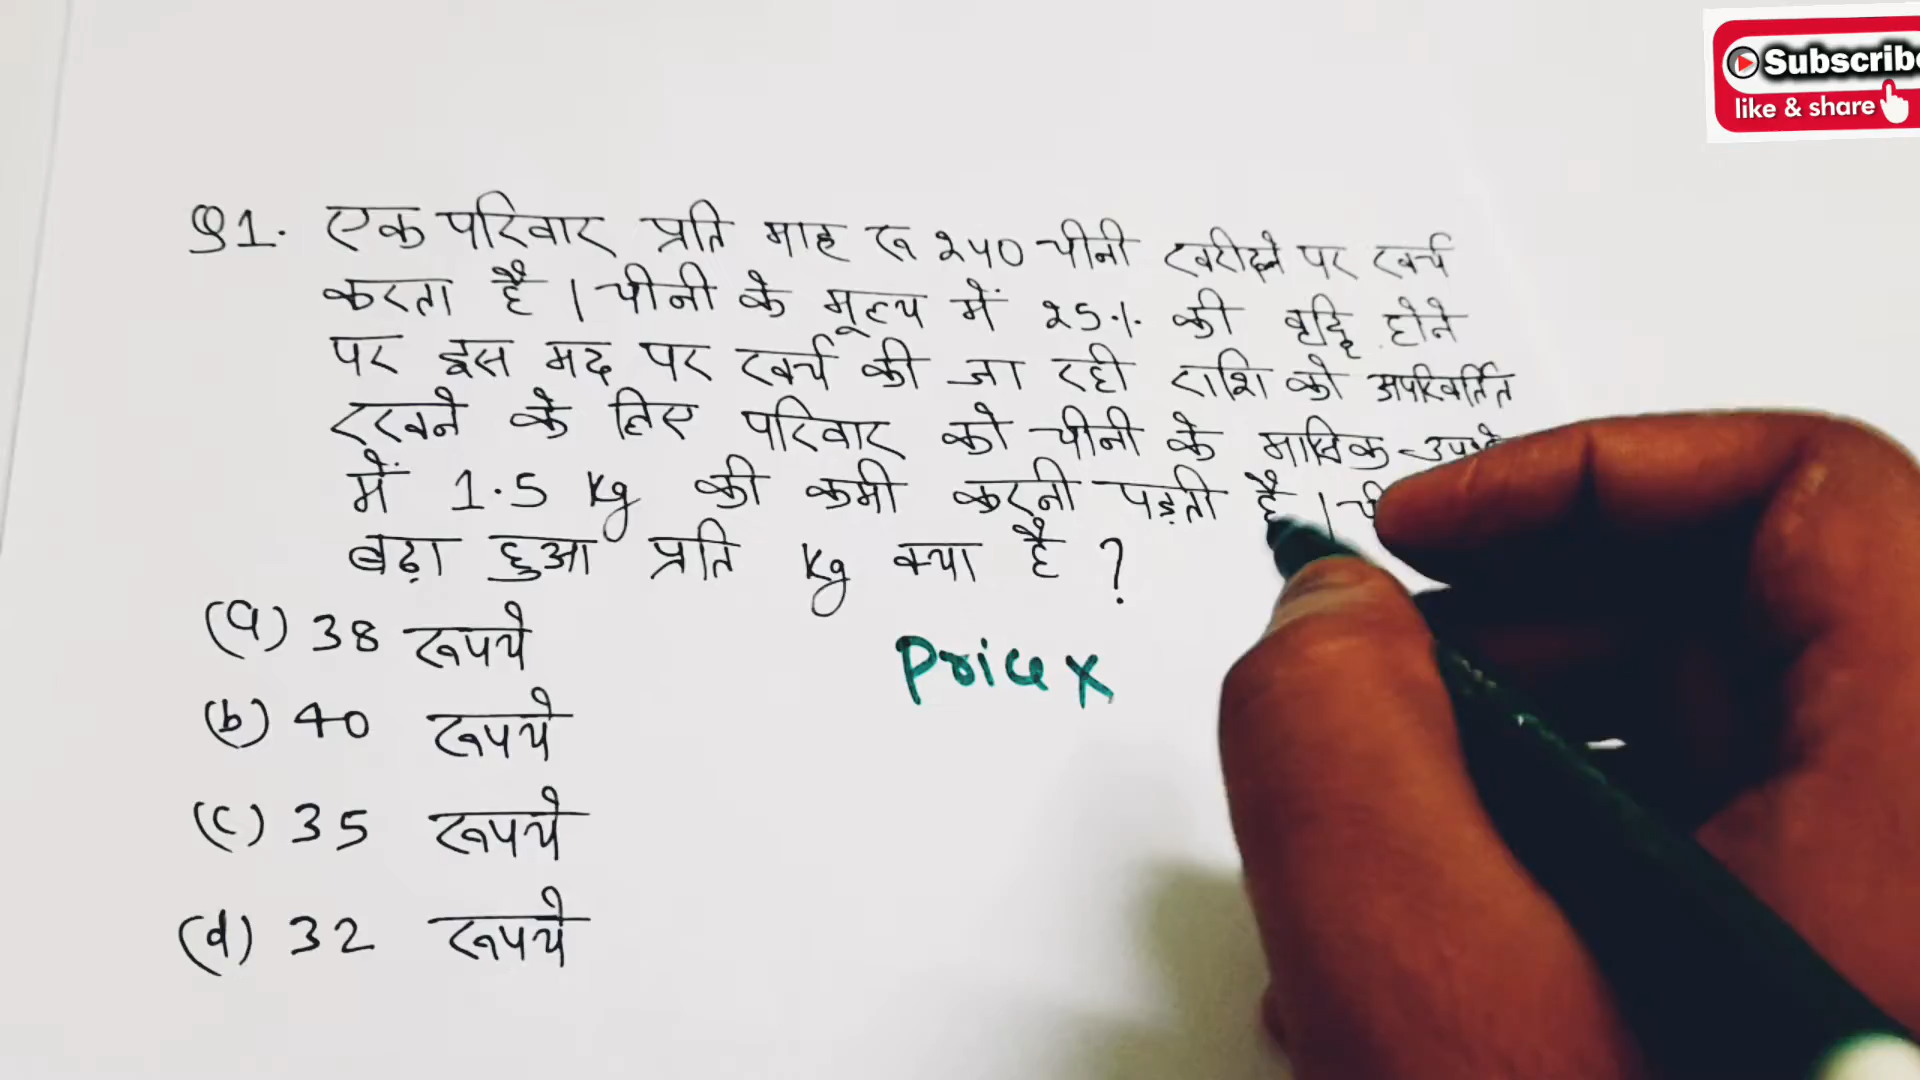 Subscribe
like & share
Q1. एक परिवार प्रति माह रु २५० चीनी खरीदने पर खर्च
करता है । चीनी के मूल्य में २5% की वृद्धि होने
पर इस मद पर खर्च की जा रही राशि को अपरिवर्तित
रखने के लिए परिवार को चीनी के मासिक
में 1.5 Kg की कमी करनी पड़ती है ।
बढ़ा हुआ प्रति Kg क्या है ?
(a) 38 रूपये
(b) 40 रूपये
(c) 35 रूपये
(d) 32 रूपये
Price x